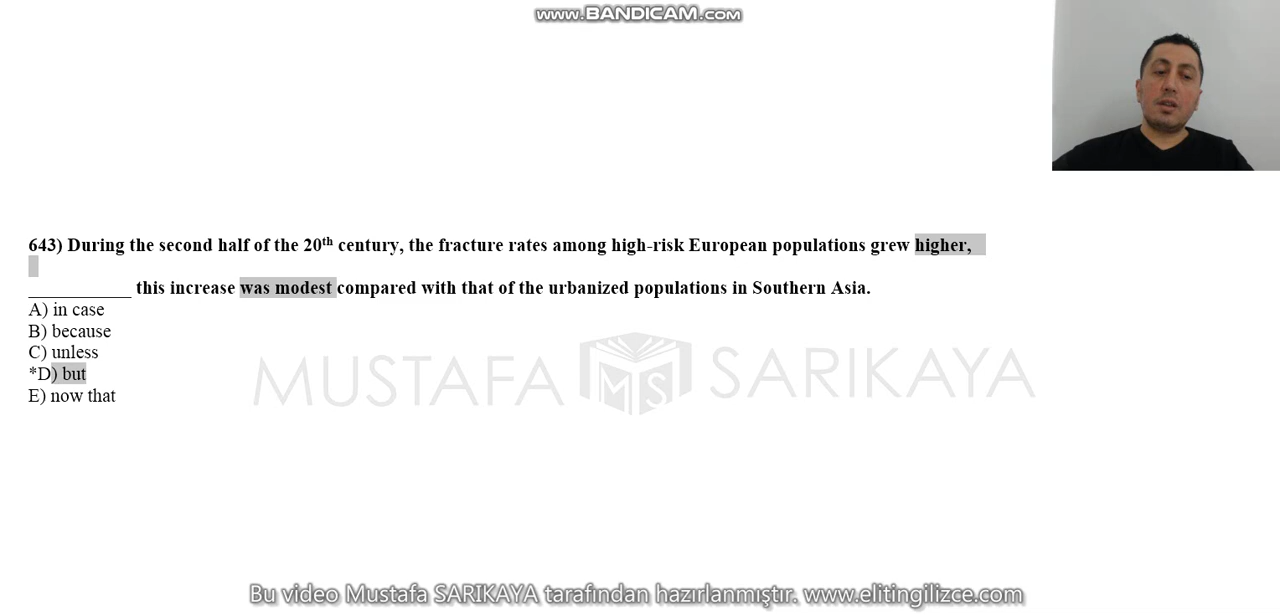 www.BANDICAM.com
643) During the second half of the 20th century, the fracture rates among high-risk European populations grew higher,
___________ this increase was modest compared with that of the urbanized populations in Southern Asia.
A) in case
B) because
C) unless
*D) but
E) now that
MUSTAFA MS SARIKAYA
Bu video Mustafa SARIKAYA tarafından hazırlanmıştır. www.elitingilizce.com